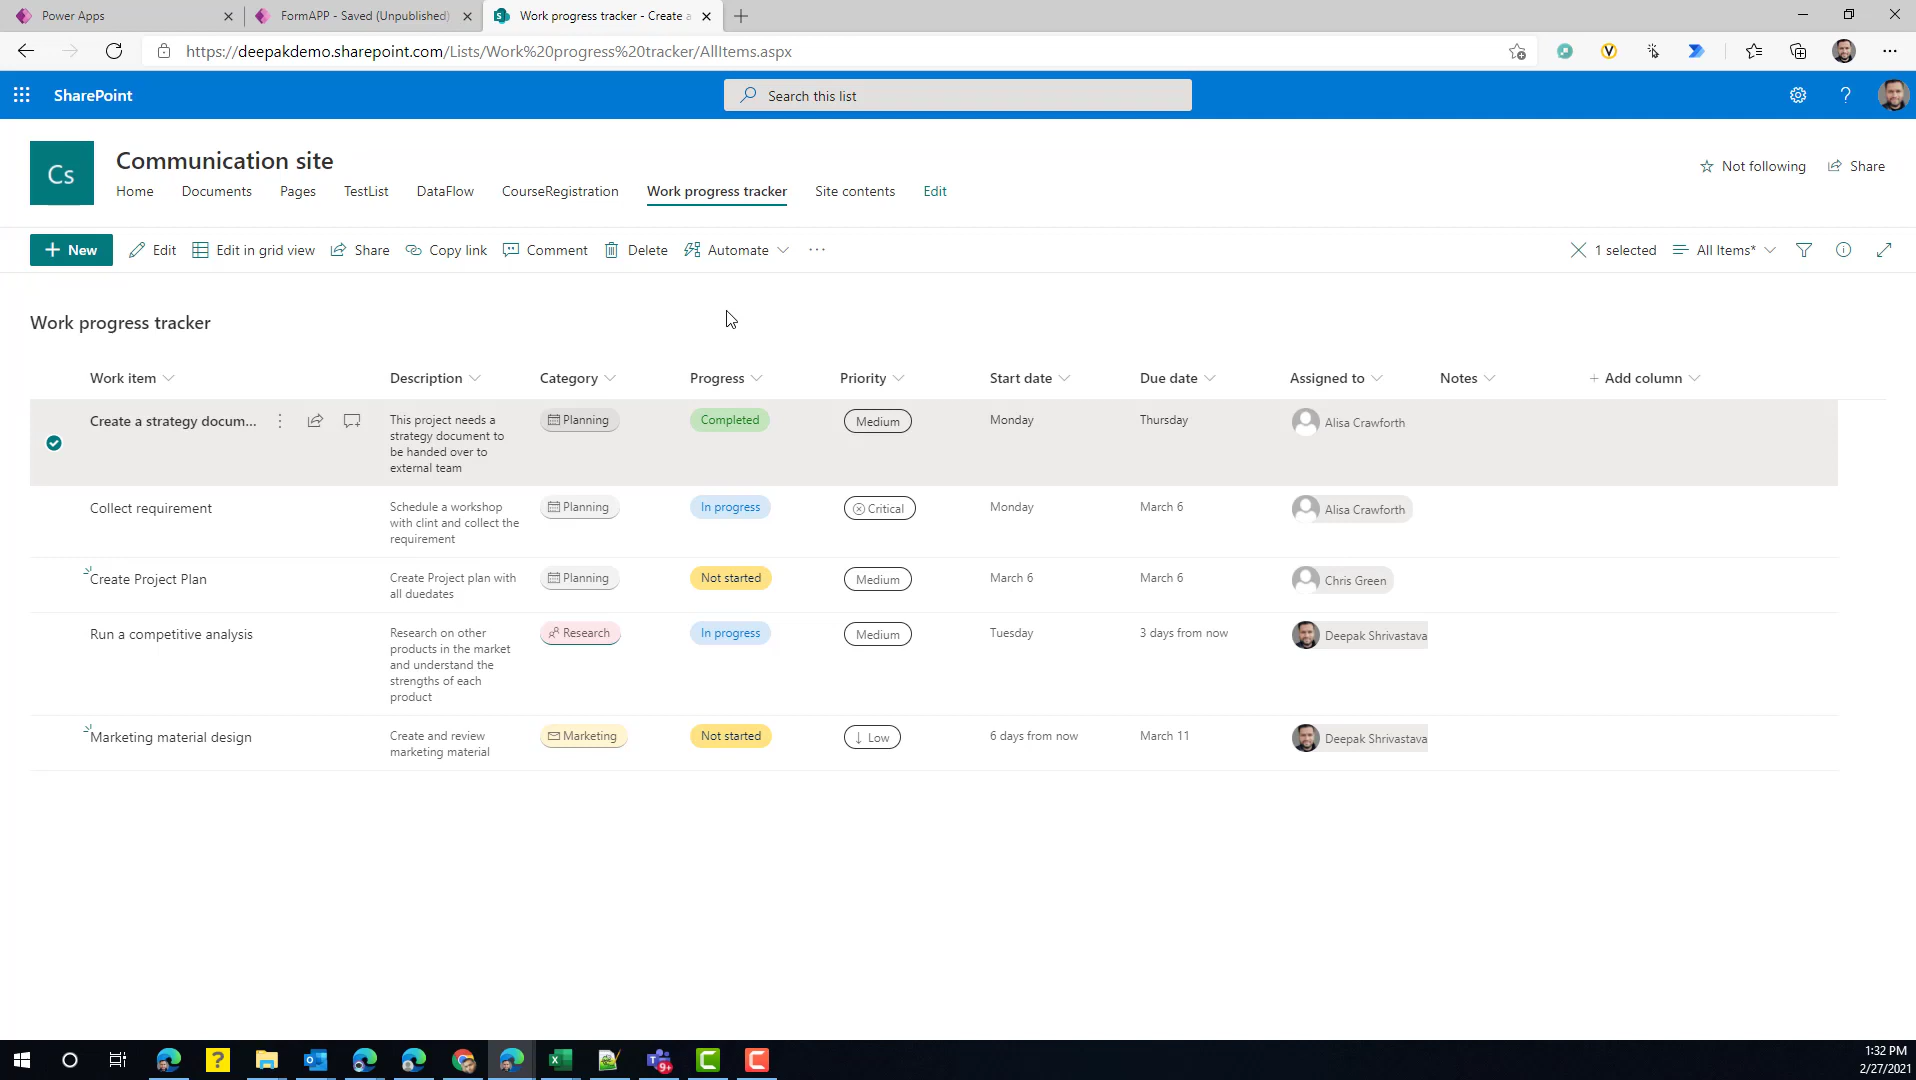 Power Apps
FormAPP - Saved (Unpublished)
Work progress tracker - Create a
https://deepakdemo.sharepoint.com/Lists/Work%20progress%20tracker/AllItems.aspx
SharePoint
Search this list
Cs
Communication site
Not following
Share
Home
Documents
Pages
TestList
DataFlow
CourseRegistration
Work progress tracker
Site contents
Edit
New
Edit
Edit in grid view
Share
Copy link
Comment
Delete
Automate
1 selected
All Items*
Work progress tracker
Work item
Description
Category
Progress
Priority
Start date
Due date
Assigned to
Notes
Add column
Create a strategy docum...
This project needs a
strategy document to
be handed over to
external team
Planning
Completed
Medium
Monday
Thursday
Alisa Crawforth
Collect requirement
Schedule a workshop
with clint and collect the
requirement
Planning
In progress
Critical
Monday
March 6
Alisa Crawforth
Create Project Plan
Create Project plan with
all duedates
Planning
Not started
Medium
March 6
March 6
Chris Green
Run a competitive analysis
Research on other
products in the market
and understand the
strengths of each
product
Research
In progress
Medium
Tuesday
3 days from now
Deepak Shrivastava
Marketing material design
Create and review
marketing material
Marketing
Not started
Low
6 days from now
March 11
Deepak Shrivastava
9+
1:32 PM
2/27/2021